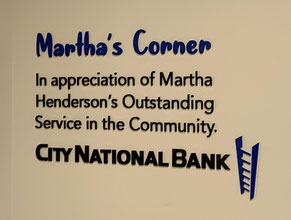 Martha's Corner
In appreciation of Martha
Henderson's Outstanding
Service in the Community.
CITY NATIONAL BANK